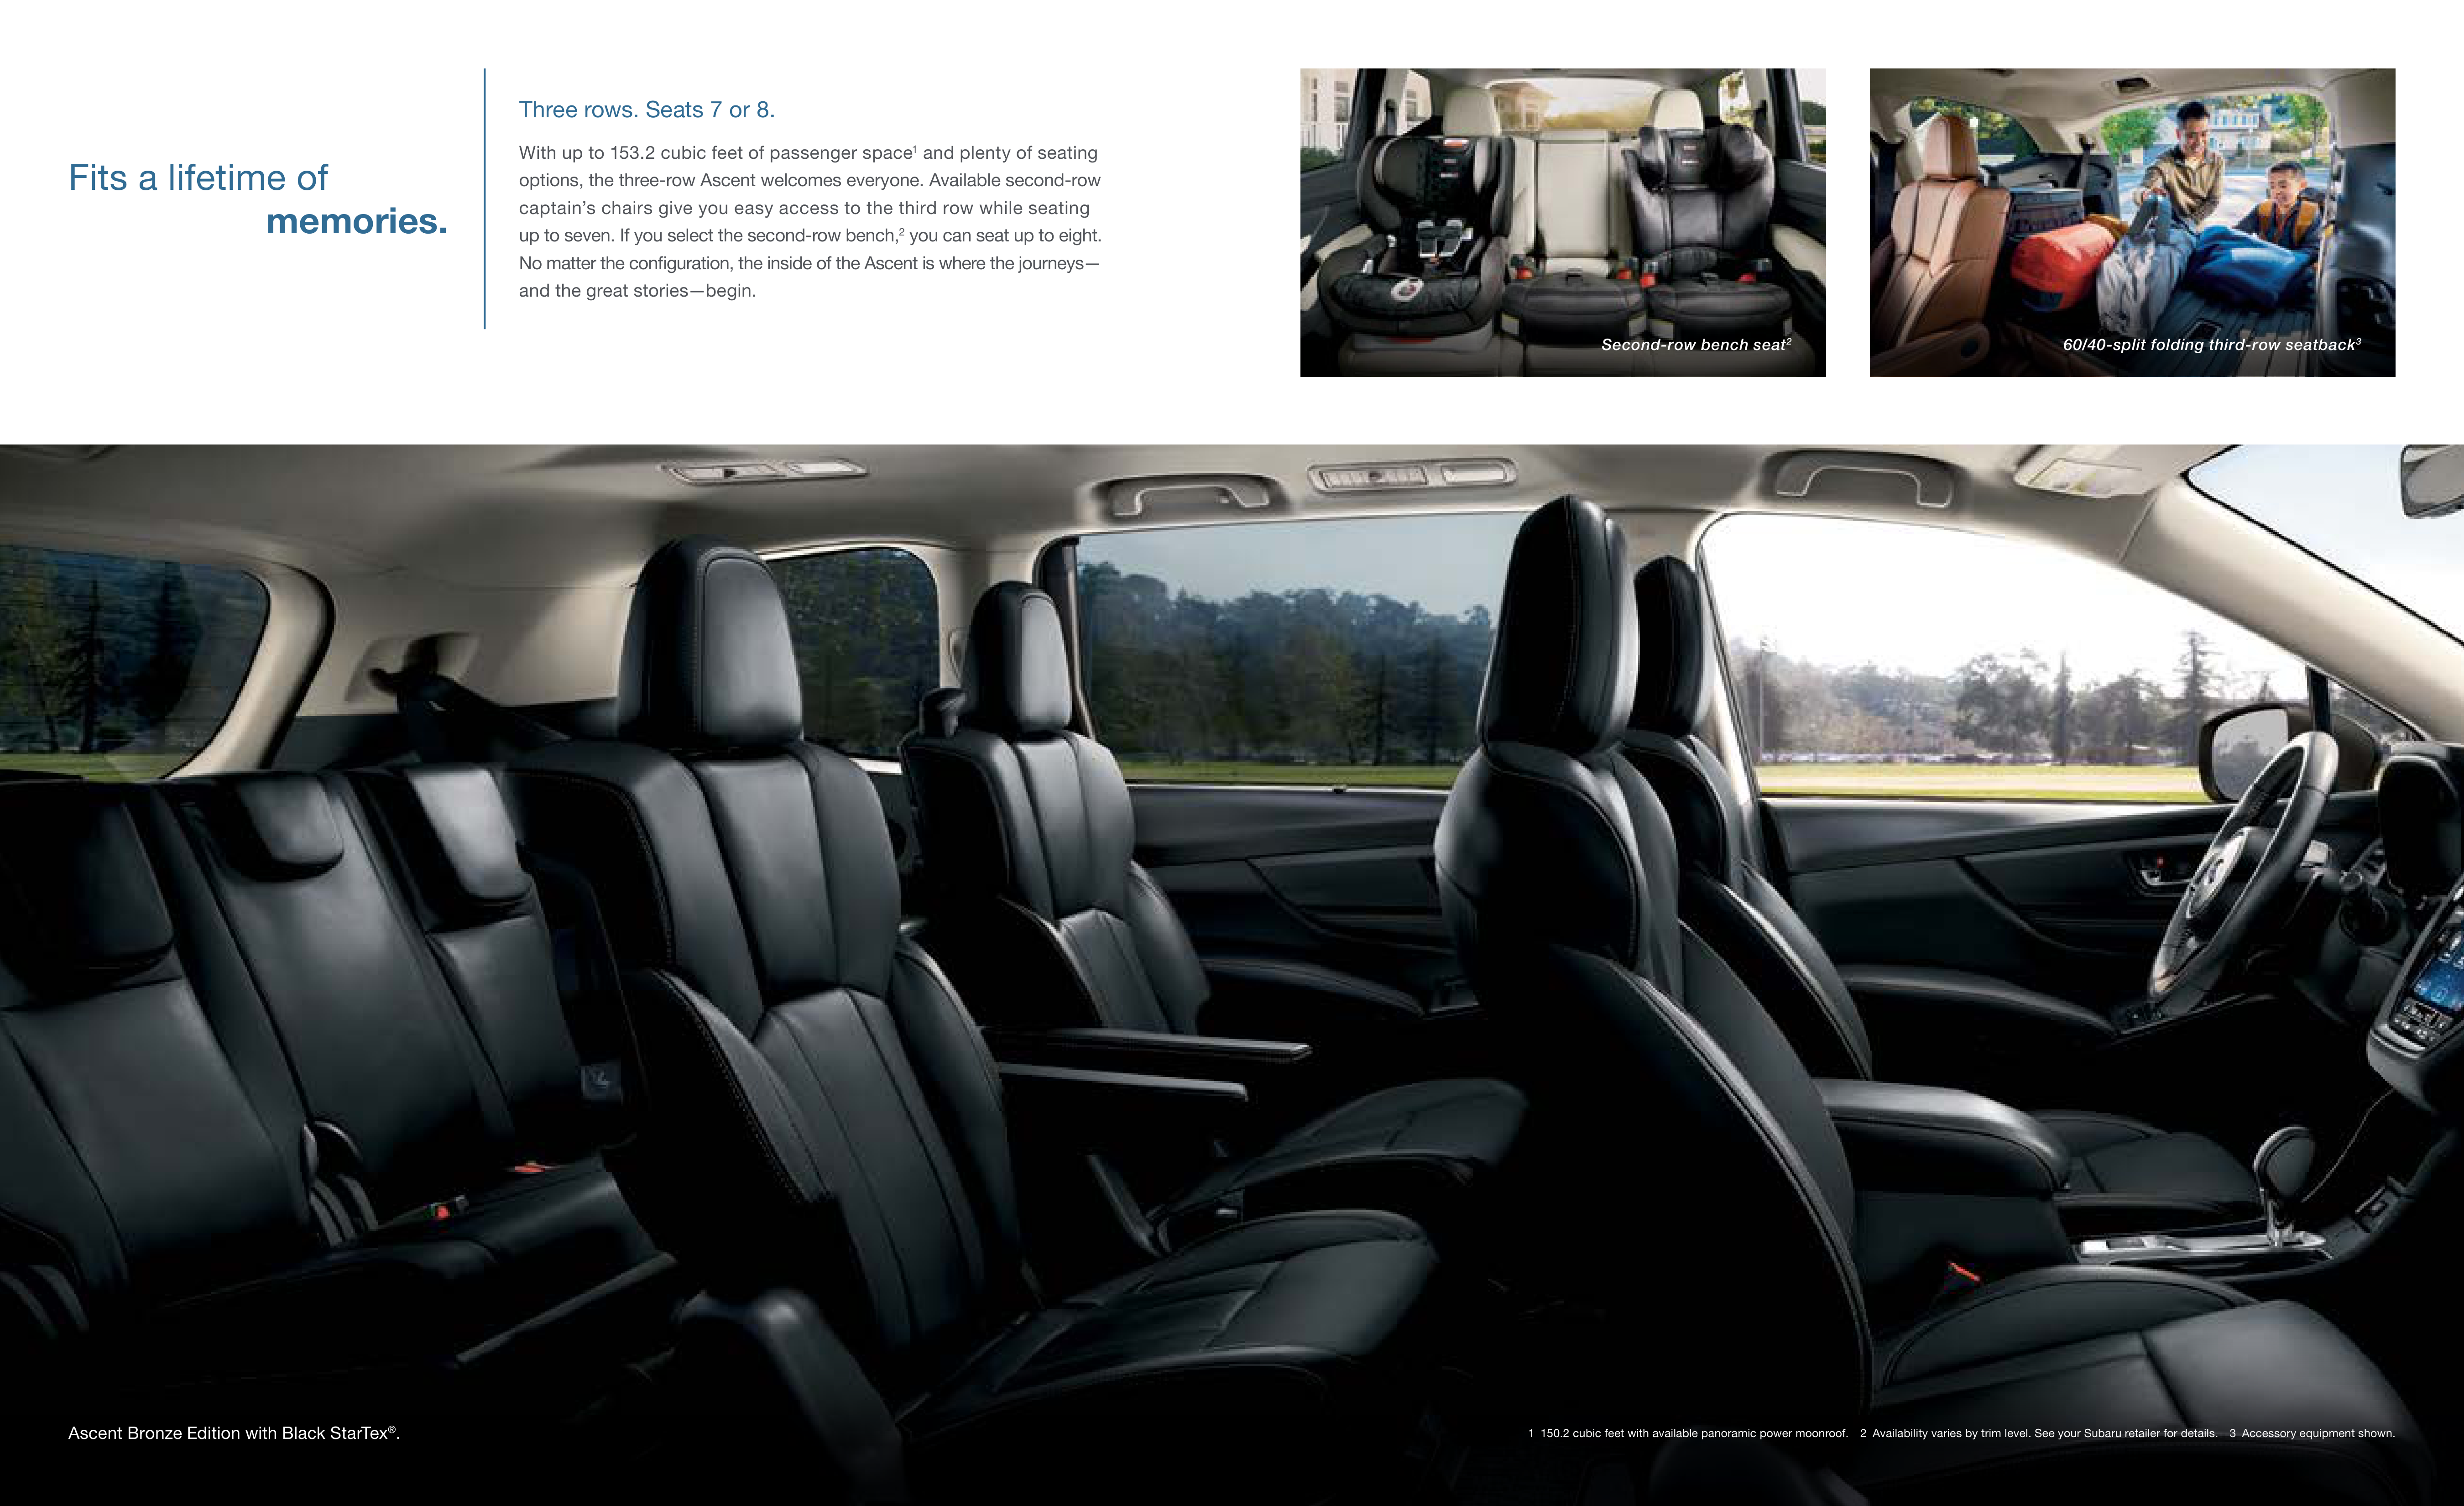 Fits a lifetime of
memories.
Three rows. Seats 7 or 8.
With up to 153.2 cubic feet of passenger space¹ and plenty of seating
options, the three-row Ascent welcomes everyone. Available second-row
captain’s chairs give you easy access to the third row while seating
up to seven. If you select the second-row bench,² you can seat up to eight.
No matter the configuration, the inside of the Ascent is where the journeys—
and the great stories—begin.
Second-row bench seat²
60/40-split folding third-row seatback³
Ascent Bronze Edition with Black StarTex®.
1 150.2 cubic feet with available panoramic power moonroof. 2 Availability varies by trim level. See your Subaru retailer for details. 3 Accessory equipment shown.